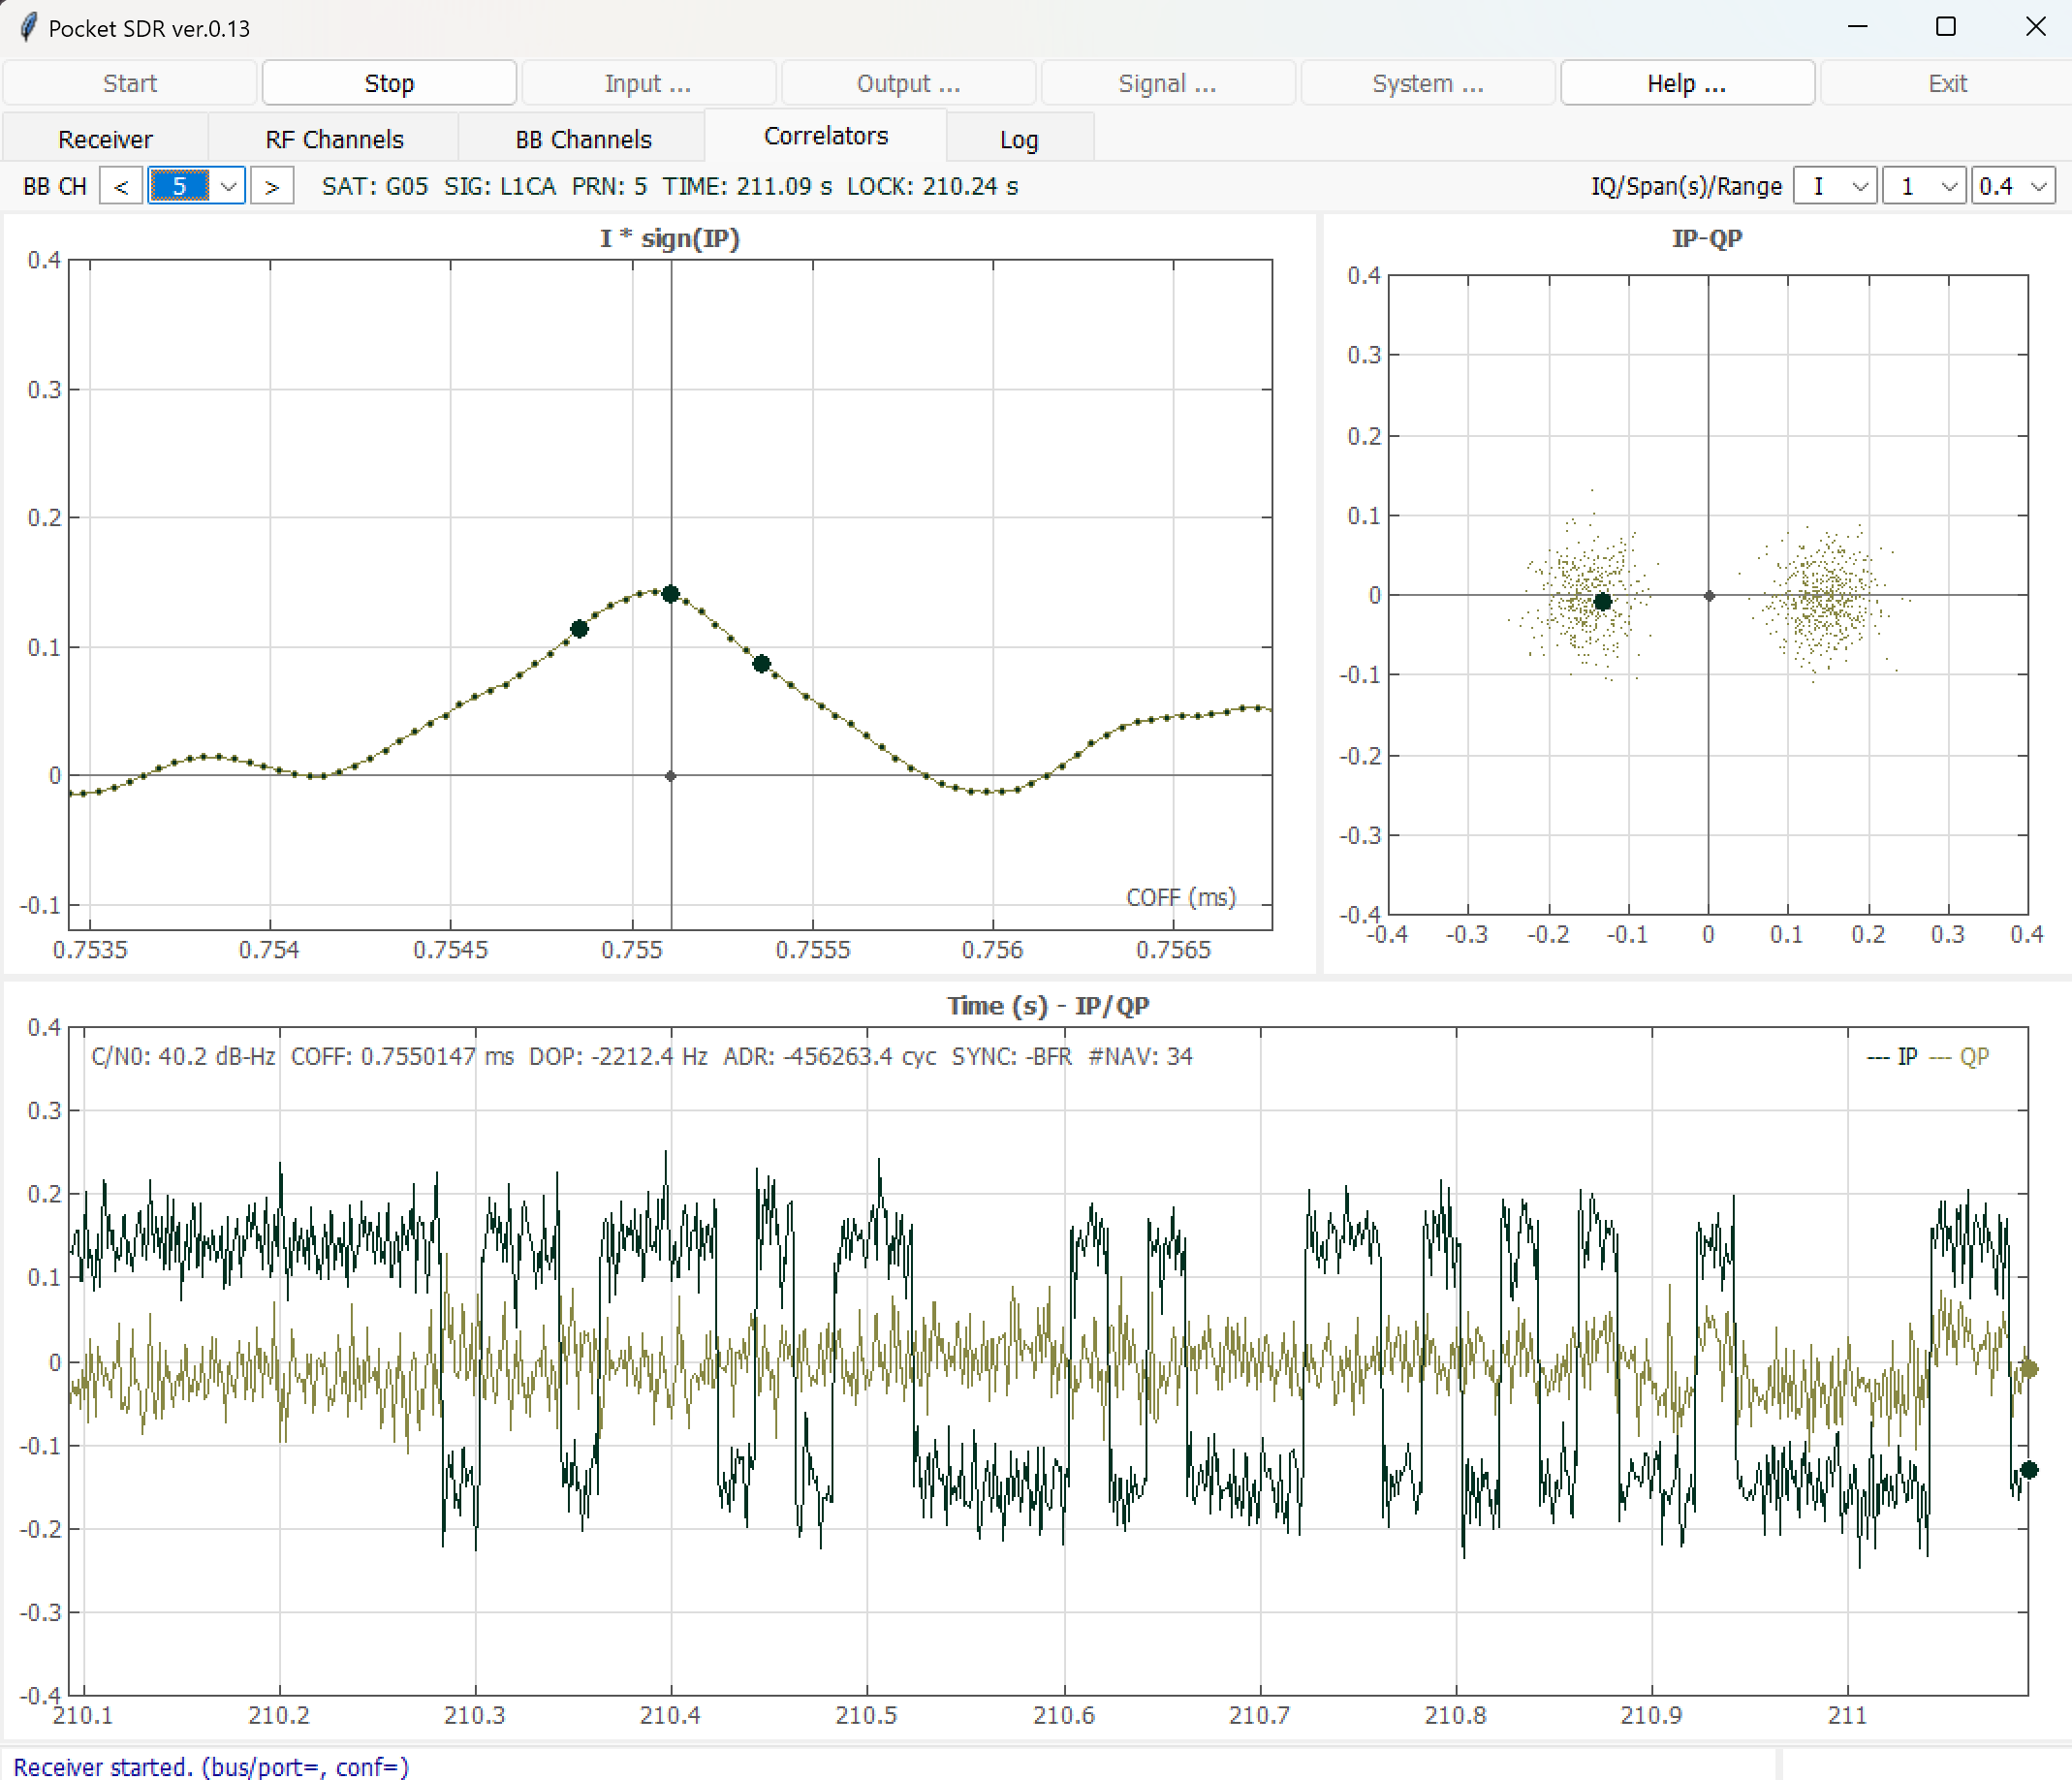 Pocket SDR ver.0.13
Start Stop Input ... Output ... Signal ... System ... Help ... Exit
Receiver RF Channels BB Channels Correlators Log
BB CH < 5 > SAT: G05 SIG: L1CA PRN: 5 TIME: 211.09 s LOCK: 210.24 s IQ/Span(s)/Range I 1 0.4
I * sign(IP)
0.4
0.3
0.2
0.1
0
-0.1
COFF (ms)
0.7535 0.754 0.7545 0.755 0.7555 0.756 0.7565
IP-QP
0.4
0.3
0.2
0.1
0
-0.1
-0.2
-0.3
-0.4
-0.4 -0.3 -0.2 -0.1 0 0.1 0.2 0.3 0.4
Time (s) - IP/QP
C/N0: 40.2 dB-Hz COFF: 0.7550147 ms DOP: -2212.4 Hz ADR: -456263.4 cyc SYNC: -BFR #NAV: 34 --- IP --- QP
0.4
0.3
0.2
0.1
0
-0.1
-0.2
-0.3
-0.4
210.1 210.2 210.3 210.4 210.5 210.6 210.7 210.8 210.9 211
Receiver started. (bus/port=, conf=)